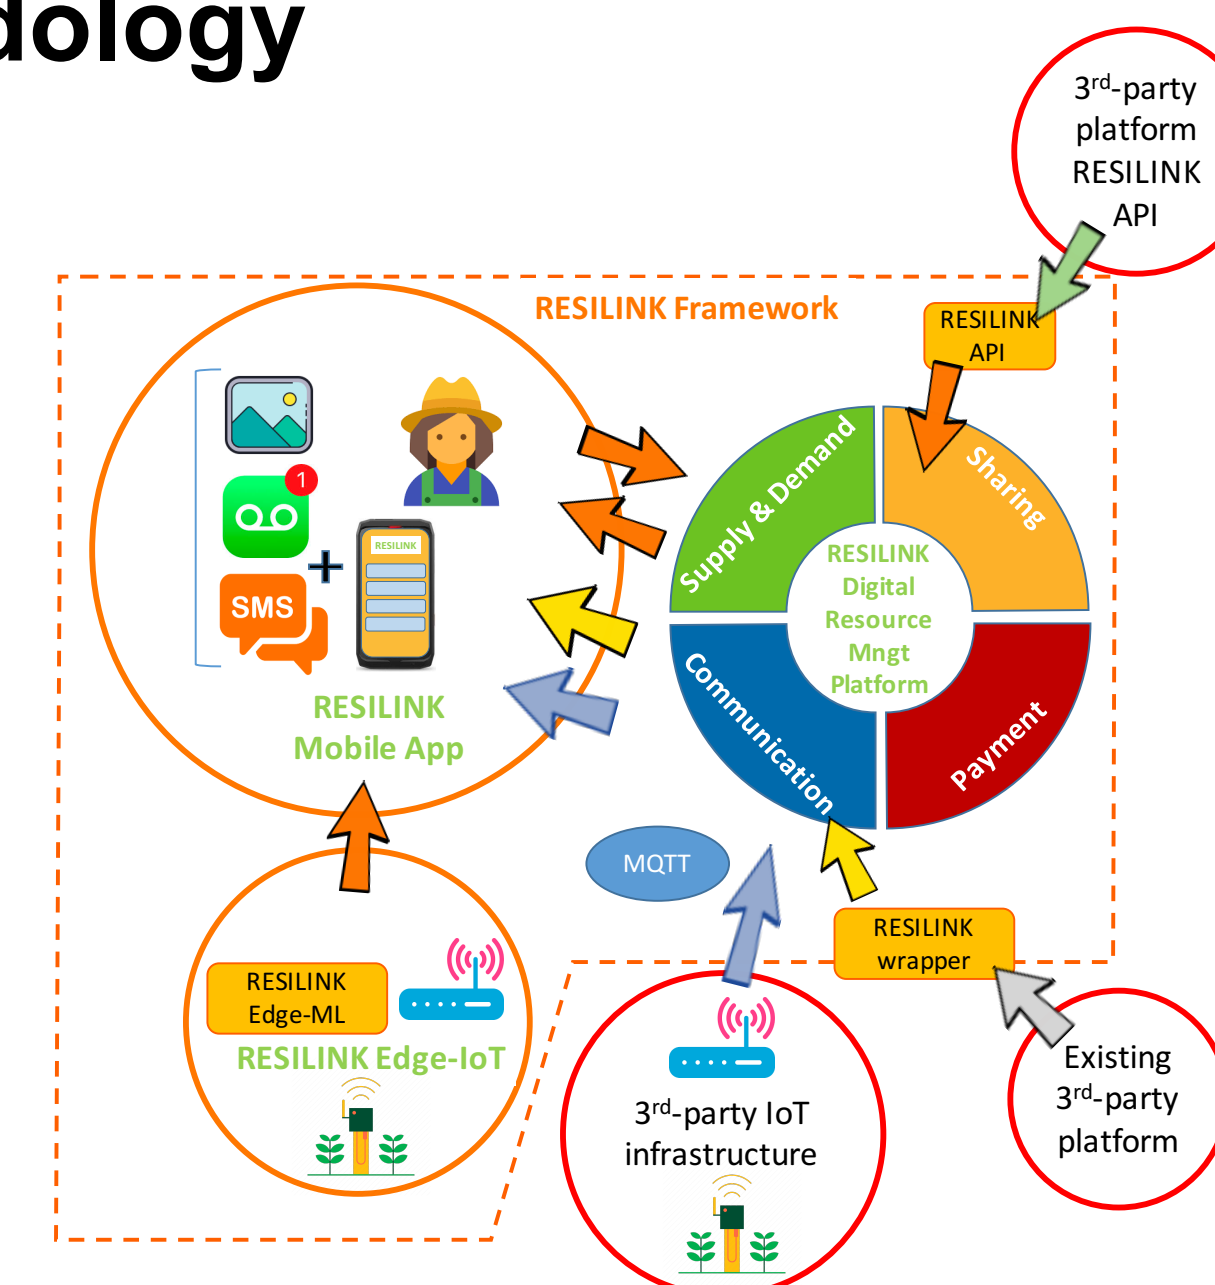 dology
3rd-party
platform
RESILINK
API
RESILINK Framework
RESILINK
API
1
RESILINK
SMS
RESILINK
Mobile App
Supply & Demand
Sharing
RESILINK
Digital
Resource
Mngt
Platform
Communication
Payment
MQTT
RESILINK
wrapper
RESILINK
Edge-ML
RESILINK Edge-IoT
3rd-party IoT
infrastructure
Existing
3rd-party
platform